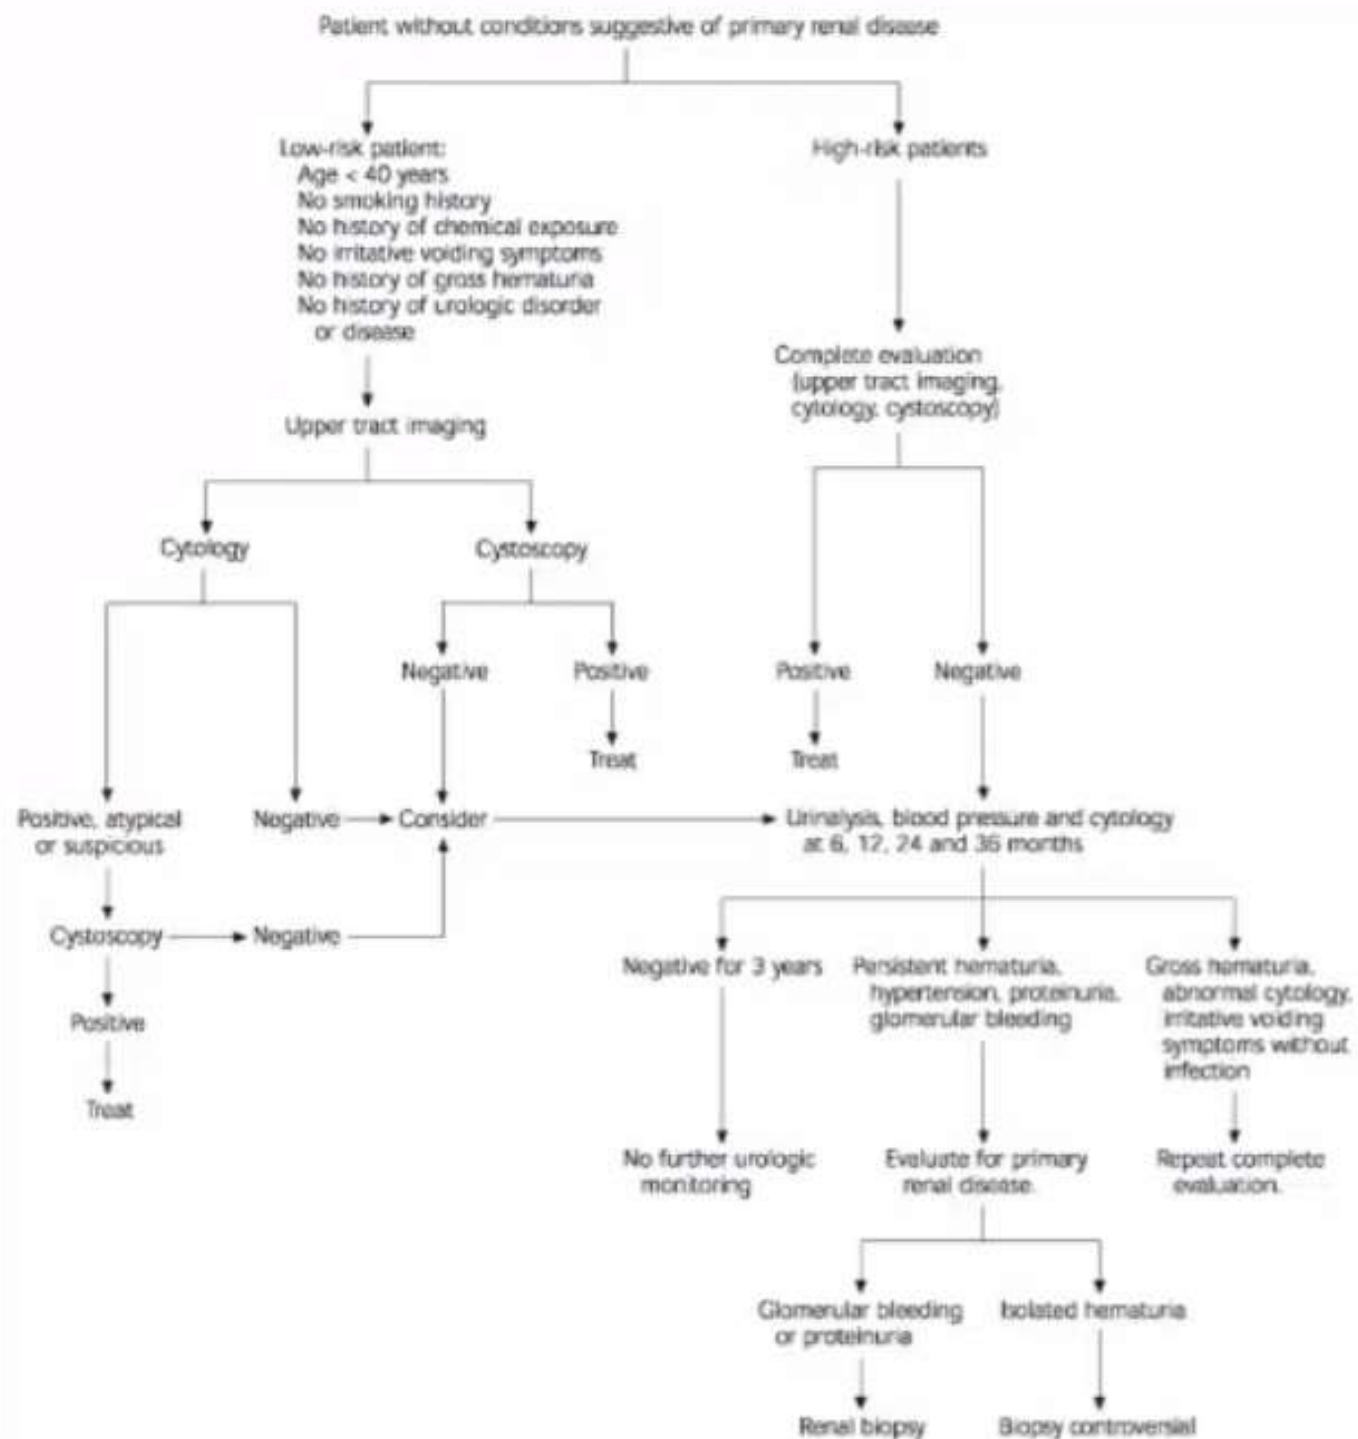 Patient without conditions suggestive of primary renal disease
Low-risk patient:
Age < 40 years
No smoking history
No history of chemical exposure
No irritative voiding symptoms
No history of gross hematuria
No history of urologic disorder
or disease
High-risk patients
Complete evaluation
(upper tract imaging,
cytology, cystoscopy)
Upper tract imaging
Cytology
Cystoscopy
Negative
Positive
Positive
Negative
Treat
Treat
Positive, atypical
or suspicious
Negative
Consider
Urinalysis, blood pressure and cytology
at 6, 12, 24 and 36 months
Cystoscopy
Negative
Positive
Treat
Negative for 3 years
Persistent hematuria,
hypertension, proteinuria,
glomerular bleeding
Gross hematuria,
abnormal cytology,
irritative voiding
symptoms without
infection
No further urologic
monitoring
Evaluate for primary
renal disease.
Repeat complete
evaluation.
Glomerular bleeding
or proteinuria
Isolated hematuria
Renal biopsy
Biopsy controversial